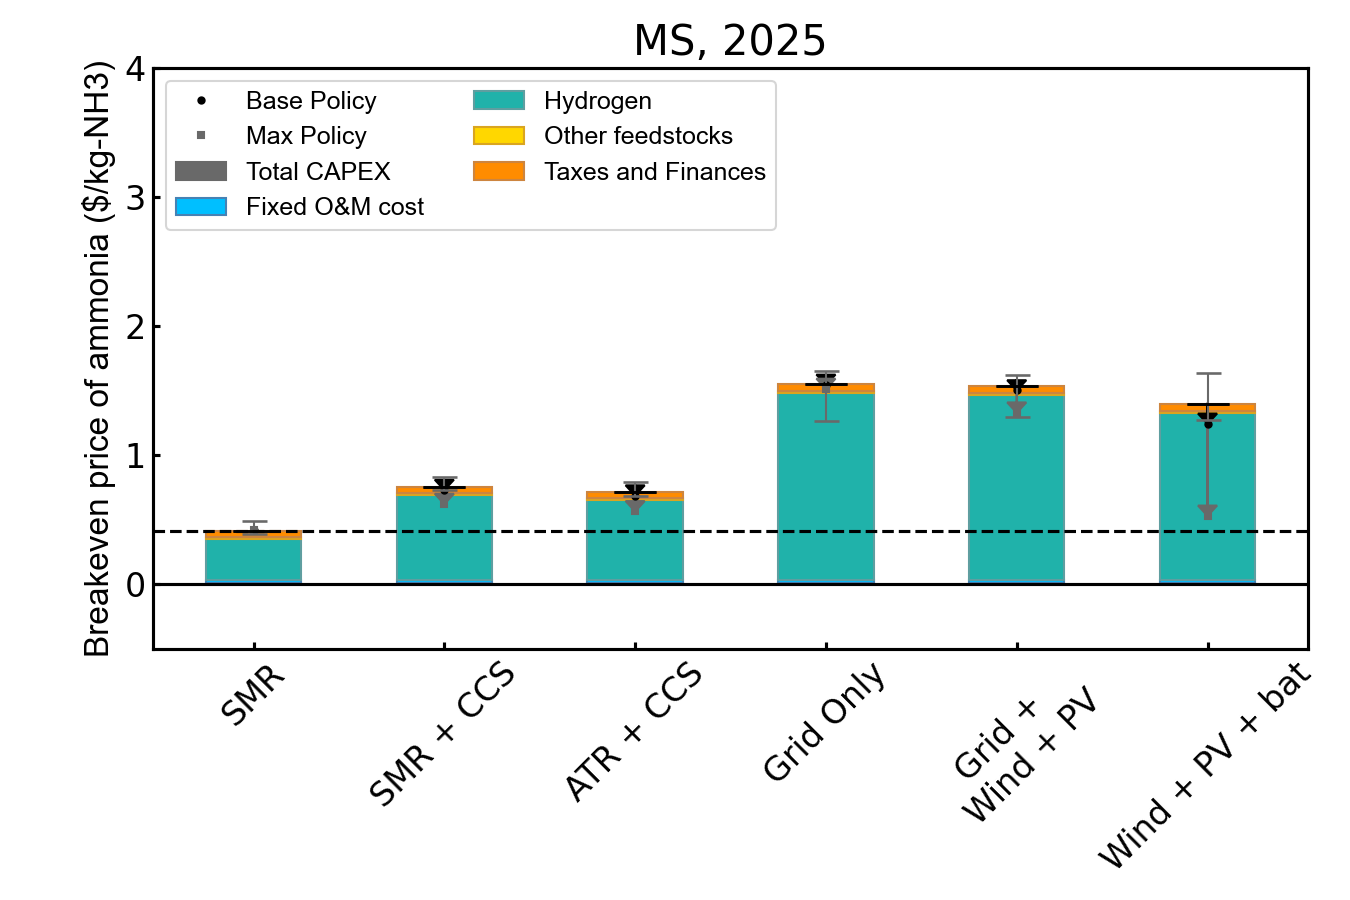 MS, 2025
Breakeven price of ammonia ($/kg-NH3)
4
3
2
1
0
Base Policy
Max Policy
Total CAPEX
Fixed O&M cost
Hydrogen
Other feedstocks
Taxes and Finances
SMR
SMR + CCS
ATR + CCS
Grid Only
Grid +
Wind + PV
Wind + PV + bat